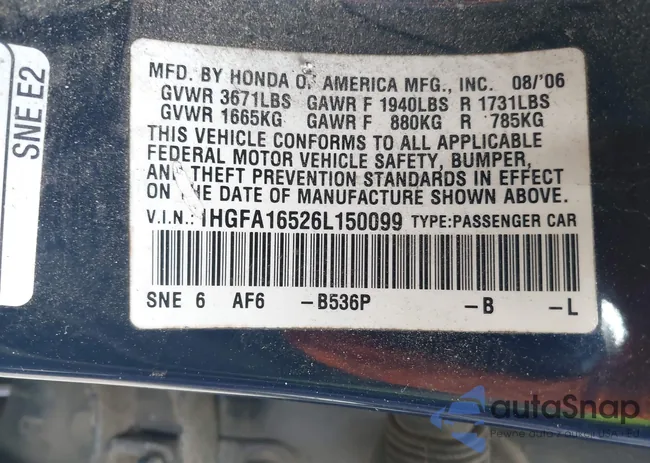 SNE E2
MFD. BY HONDA OF AMERICA MFG., INC. 08/'06
GVWR 3671LBS GAWR F 1940LBS R 1731LBS
GVWR 1665KG GAWR F 880KG R 785KG
THIS VEHICLE CONFORMS TO ALL APPLICABLE
FEDERAL MOTOR VEHICLE SAFETY, BUMPER,
AND THEFT PREVENTION STANDARDS IN EFFECT
ON THE DATE OF MANUFACTURE SHOWN ABOVE.
V.I.N.: 1HGFA16526L150099 TYPE:PASSENGER CAR
SNE 6 AF6 -B536P -B -L
autoSnap